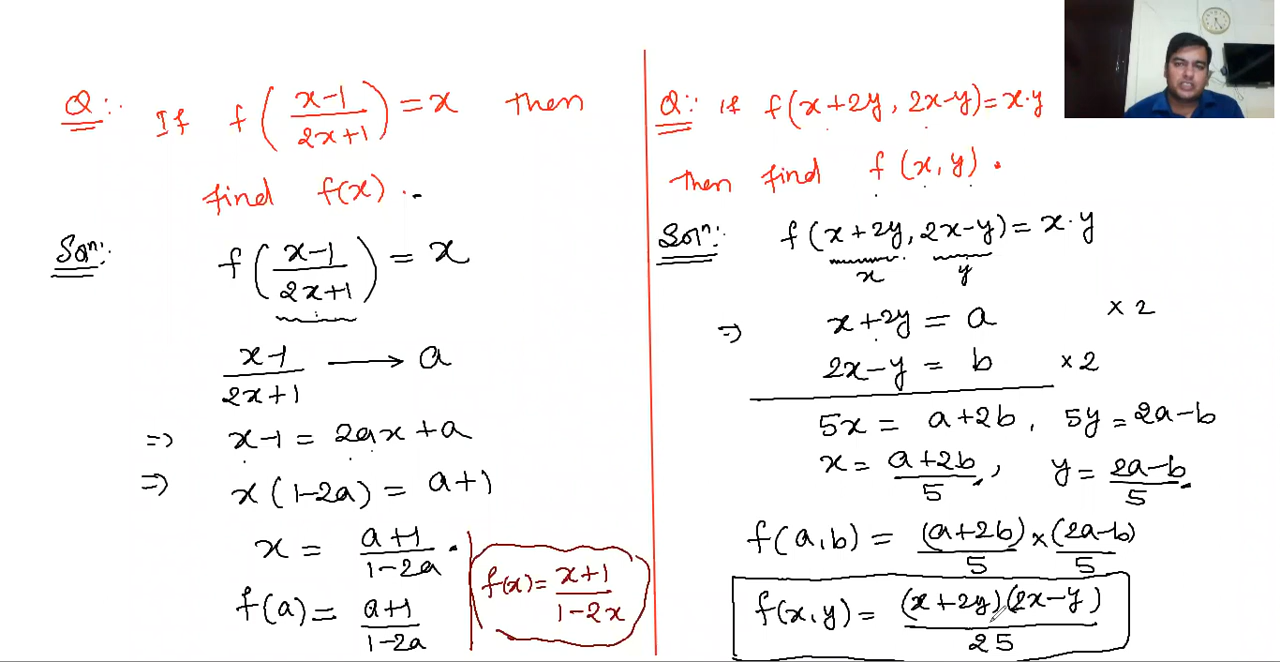 Q:. If f((x-1)/(2x+1)) = x then
find f(x).
Soln:
f((x-1)/(2x+1)) = x
(x-1)/(2x+1) ⟶ a
⇒ x-1 = 2ax+a
⇒ x(1-2a) = a+1
x = (a+1)/(1-2a).
f(a) = (a+1)/(1-2a)
f(x) = (x+1)/(1-2x)
Q:. If f(x+2y, 2x-y) = x·y
then find f(x,y).
Soln:.
f(x+2y, 2x-y) = x·y
x y
⇒ x+2y = a ×2
2x-y = b ×2
5x = a+2b, 5y = 2a-b
x = (a+2b)/5, y = (2a-b)/5.
f(a,b) = (a+2b)/5 × (2a-b)/5
f(x,y) = (x+2y)(2x-y)/25